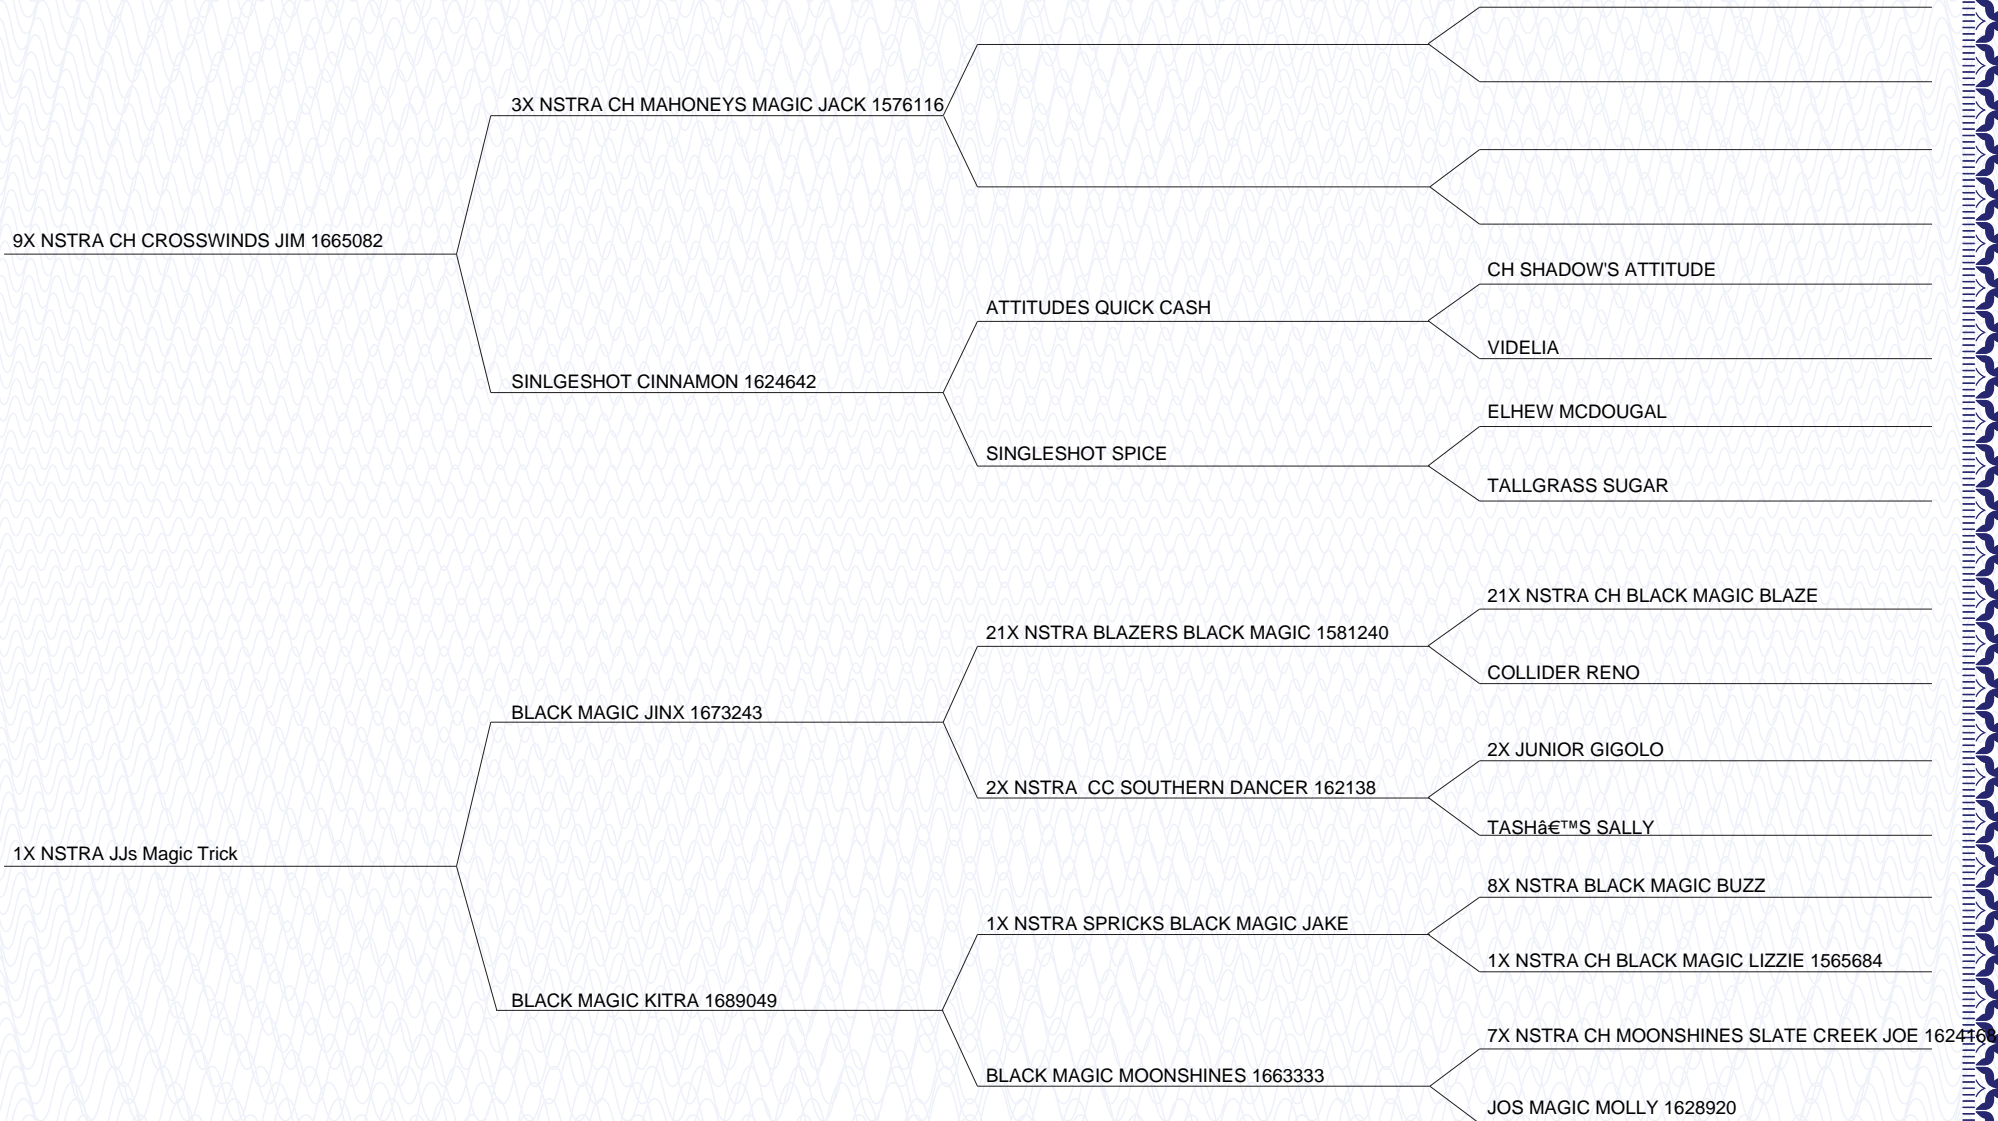 3X NSTRA CH MAHONEYS MAGIC JACK 1576116
9X NSTRA CH CROSSWINDS JIM 1665082
CH SHADOW'S ATTITUDE
ATTITUDES QUICK CASH
VIDELIA
SINLGESHOT CINNAMON 1624642
ELHEW MCDOUGAL
SINGLESHOT SPICE
TALLGRASS SUGAR
21X NSTRA CH BLACK MAGIC BLAZE
21X NSTRA BLAZERS BLACK MAGIC 1581240
COLLIDER RENO
BLACK MAGIC JINX 1673243
2X JUNIOR GIGOLO
2X NSTRA  CC SOUTHERN DANCER 162138
TASHâ€™S SALLY
1X NSTRA JJs Magic Trick
8X NSTRA BLACK MAGIC BUZZ
1X NSTRA SPRICKS BLACK MAGIC JAKE
1X NSTRA CH BLACK MAGIC LIZZIE 1565684
BLACK MAGIC KITRA 1689049
7X NSTRA CH MOONSHINES SLATE CREEK JOE 1624168
BLACK MAGIC MOONSHINES 1663333
JOS MAGIC MOLLY 1628920